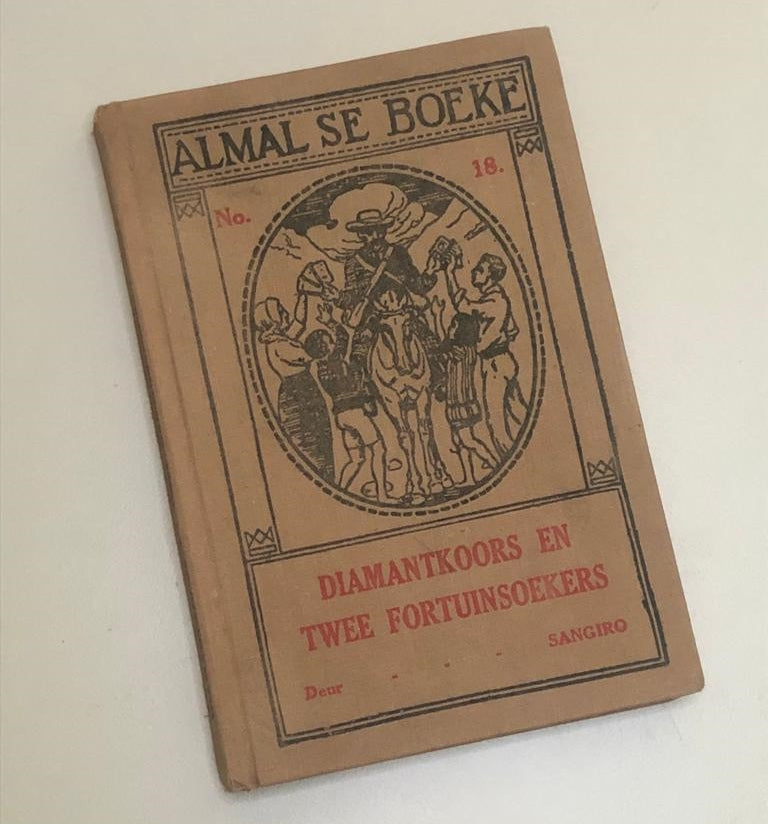 ALMAL SE BOEKE
No. 18.
DIAMANTKOORS EN
TWEE FORTUINSOEKERS
Deur - - - SANGIRO